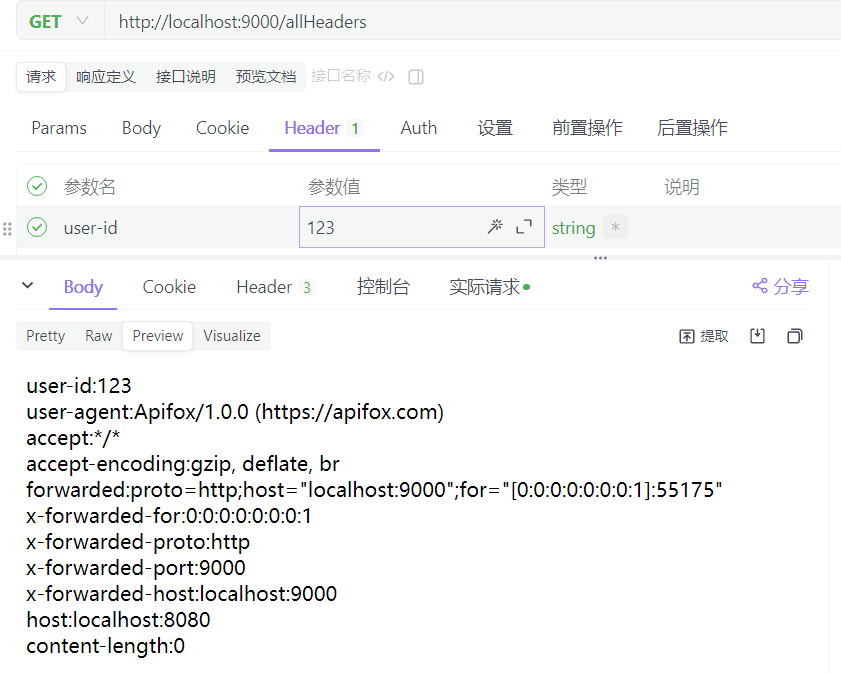 GET http://localhost:9000/allHeaders
请求 响应定义 接口说明 预览文档 接口名称 </>
Params Body Cookie Header 1 Auth 设置 前置操作 后置操作
参数名 参数值 类型 说明
user-id 123 string *
Body Cookie Header 3 控制台 实际请求 分享
Pretty Raw Preview Visualize 提取
user-id:123
user-agent:Apifox/1.0.0 (https://apifox.com)
accept:*/*
accept-encoding:gzip, deflate, br
forwarded:proto=http;host="localhost:9000";for="[0:0:0:0:0:0:0:1]:55175"
x-forwarded-for:0:0:0:0:0:0:0:1
x-forwarded-proto:http
x-forwarded-port:9000
x-forwarded-host:localhost:9000
host:localhost:8080
content-length:0